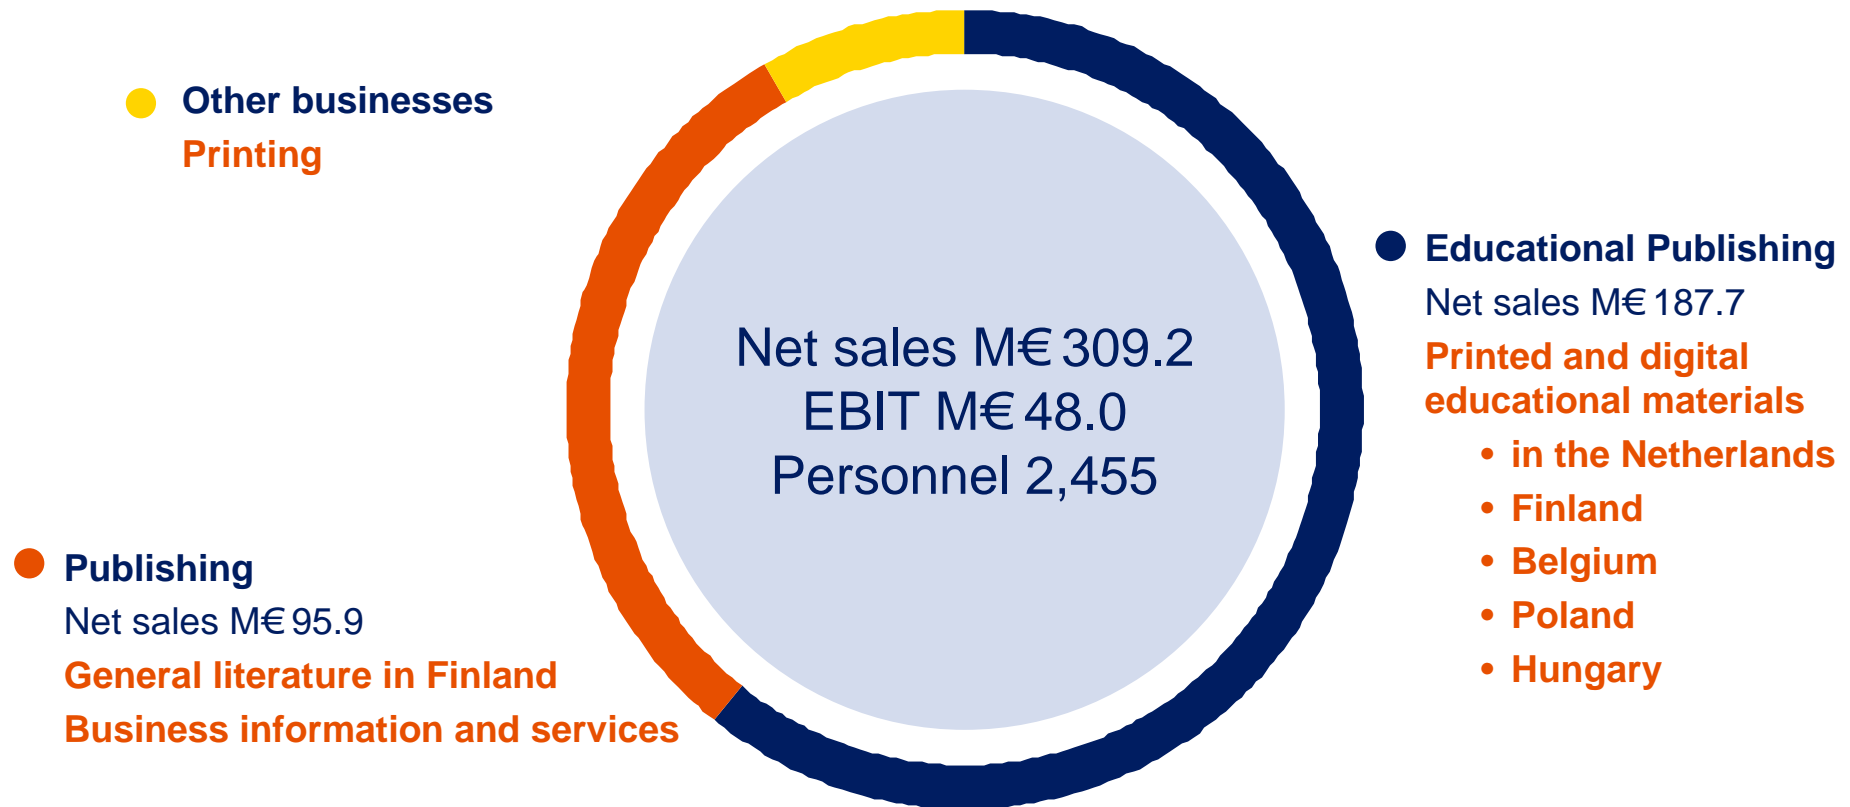 Other businesses
Printing
Net sales M€ 309.2
EBIT M€ 48.0
Personnel 2,455
Educational Publishing
Net sales M€ 187.7
Printed and digital
educational materials
• in the Netherlands
• Finland
• Belgium
• Poland
• Hungary
Publishing
Net sales M€ 95.9
General literature in Finland
Business information and services